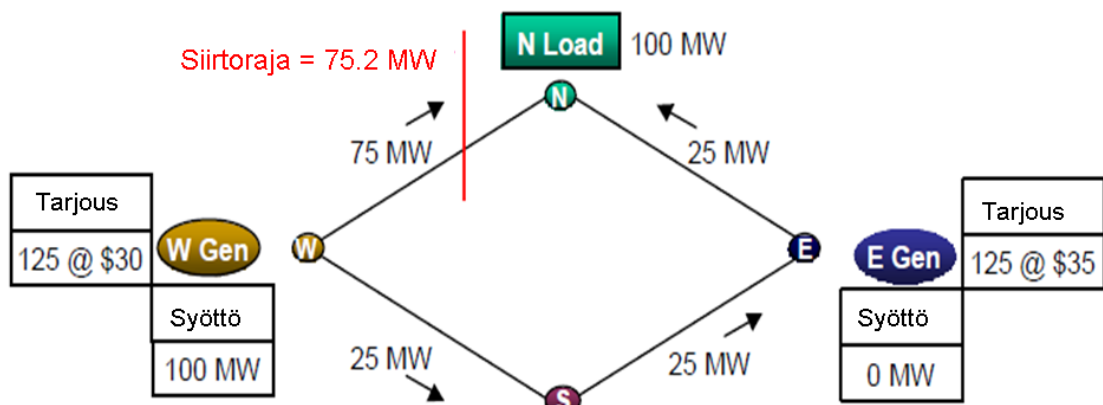 Siirtoraja = 75.2 MW
N Load
100 MW
N
75 MW
25 MW
Tarjous
125 @ $30
W Gen
W
Syöttö
100 MW
E
E Gen
Tarjous
125 @ $35
Syöttö
0 MW
25 MW
25 MW
S